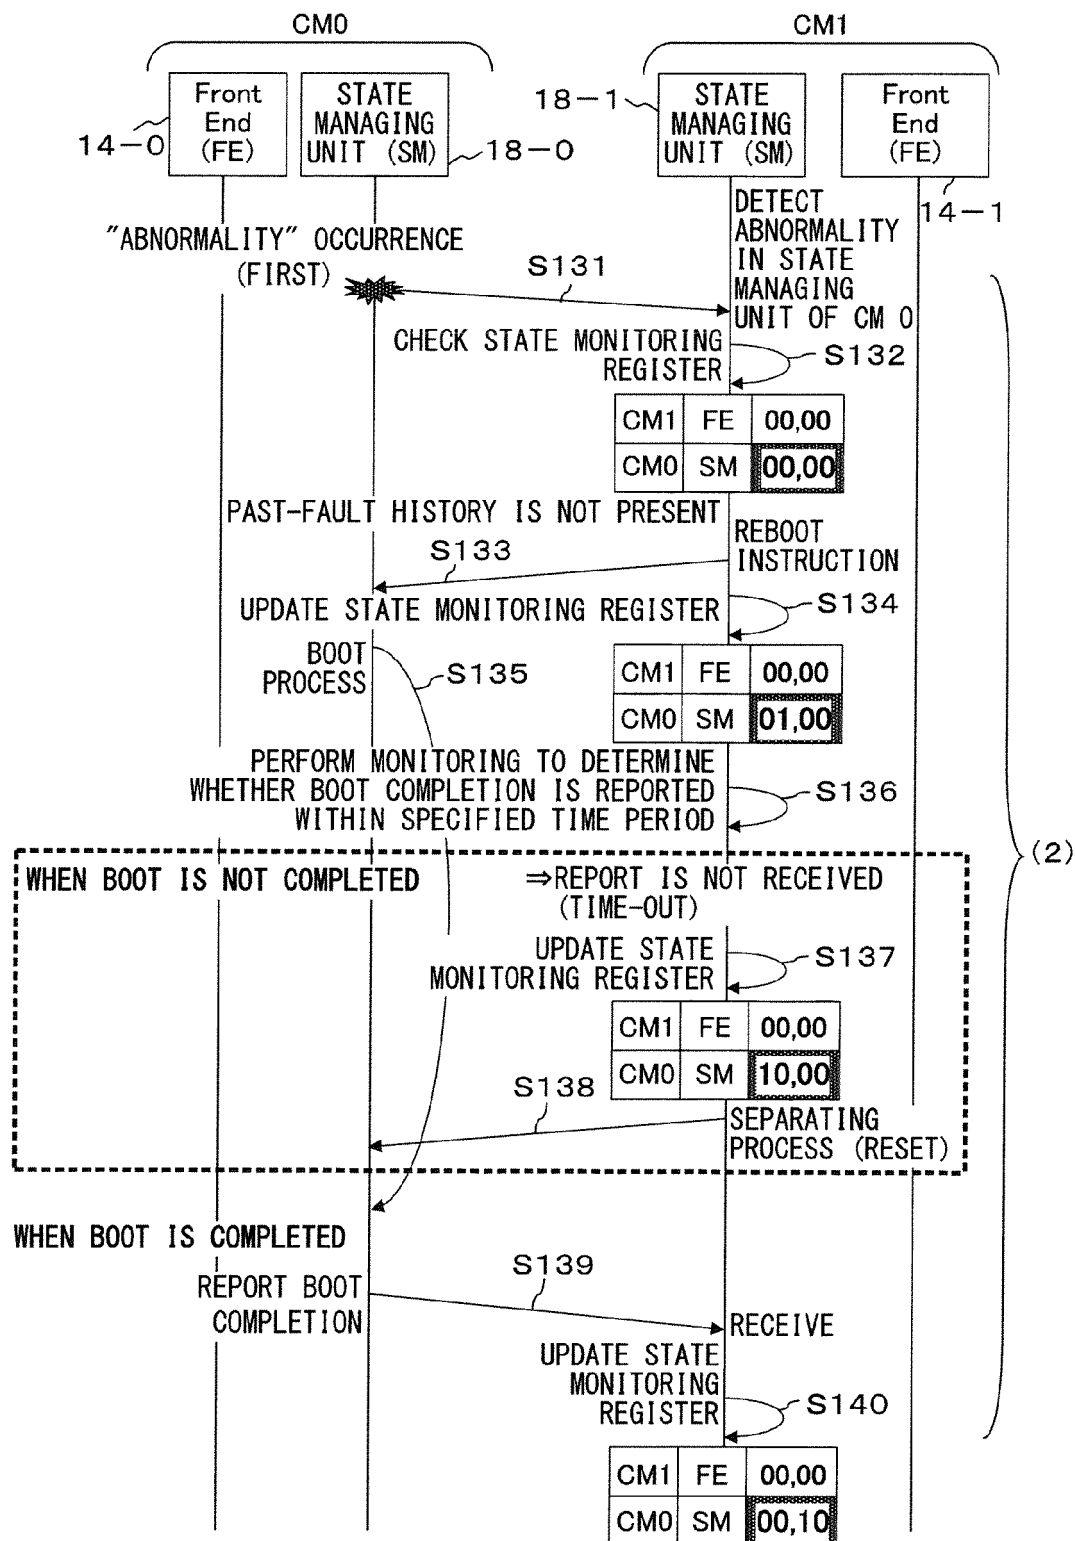 CM0
CM1
Front
End
(FE)
14-0
STATE
MANAGING
UNIT (SM)
18-0
18-1
STATE
MANAGING
UNIT (SM)
Front
End
(FE)
14-1
"ABNORMALITY" OCCURRENCE
(FIRST)
S131
DETECT
ABNORMALITY
IN STATE
MANAGING
UNIT OF CM 0
CHECK STATE MONITORING
REGISTER
S132
CM1 FE 00,00
CM0 SM 00,00
PAST-FAULT HISTORY IS NOT PRESENT
REBOOT
INSTRUCTION
S133
UPDATE STATE MONITORING REGISTER
S134
BOOT
PROCESS
S135
CM1 FE 00,00
CM0 SM 01,00
PERFORM MONITORING TO DETERMINE
WHETHER BOOT COMPLETION IS REPORTED
WITHIN SPECIFIED TIME PERIOD
S136
(2)
WHEN BOOT IS NOT COMPLETED
⇒REPORT IS NOT RECEIVED
(TIME-OUT)
UPDATE STATE
MONITORING REGISTER
S137
CM1 FE 00,00
CM0 SM 10,00
S138
SEPARATING
PROCESS (RESET)
WHEN BOOT IS COMPLETED
REPORT BOOT
COMPLETION
S139
RECEIVE
UPDATE STATE
MONITORING
REGISTER
S140
CM1 FE 00,00
CM0 SM 00,10